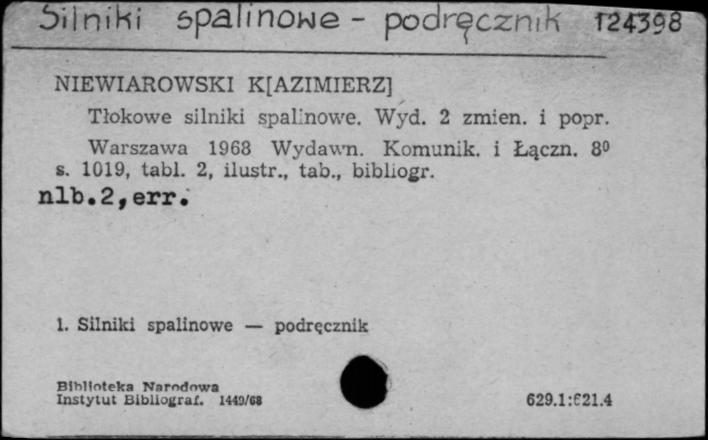 Silniki spalinowe - podręcznik T24398
NIEWIAROWSKI K[AZIMIERZ]
Tłokowe silniki spalinowe. Wyd. 2 zmien. i popr.
Warszawa 1968 Wydawn. Komunik. i Łączn. 8⁰
s. 1019, tabl. 2, ilustr., tab., bibliogr.
nlb.2,err.
1. Silniki spalinowe — podręcznik
Biblioteka Narodowa
Instytut Bibliograf. 1449/68
629.1:621.4